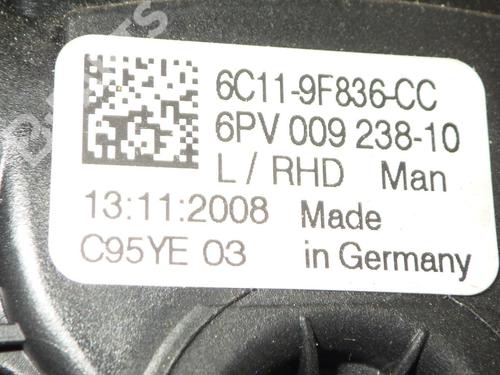 6C11-9F836-CC
6PV 009 238-10
L / RHD Man
13:11:2008 Made
C95YE 03 in Germany